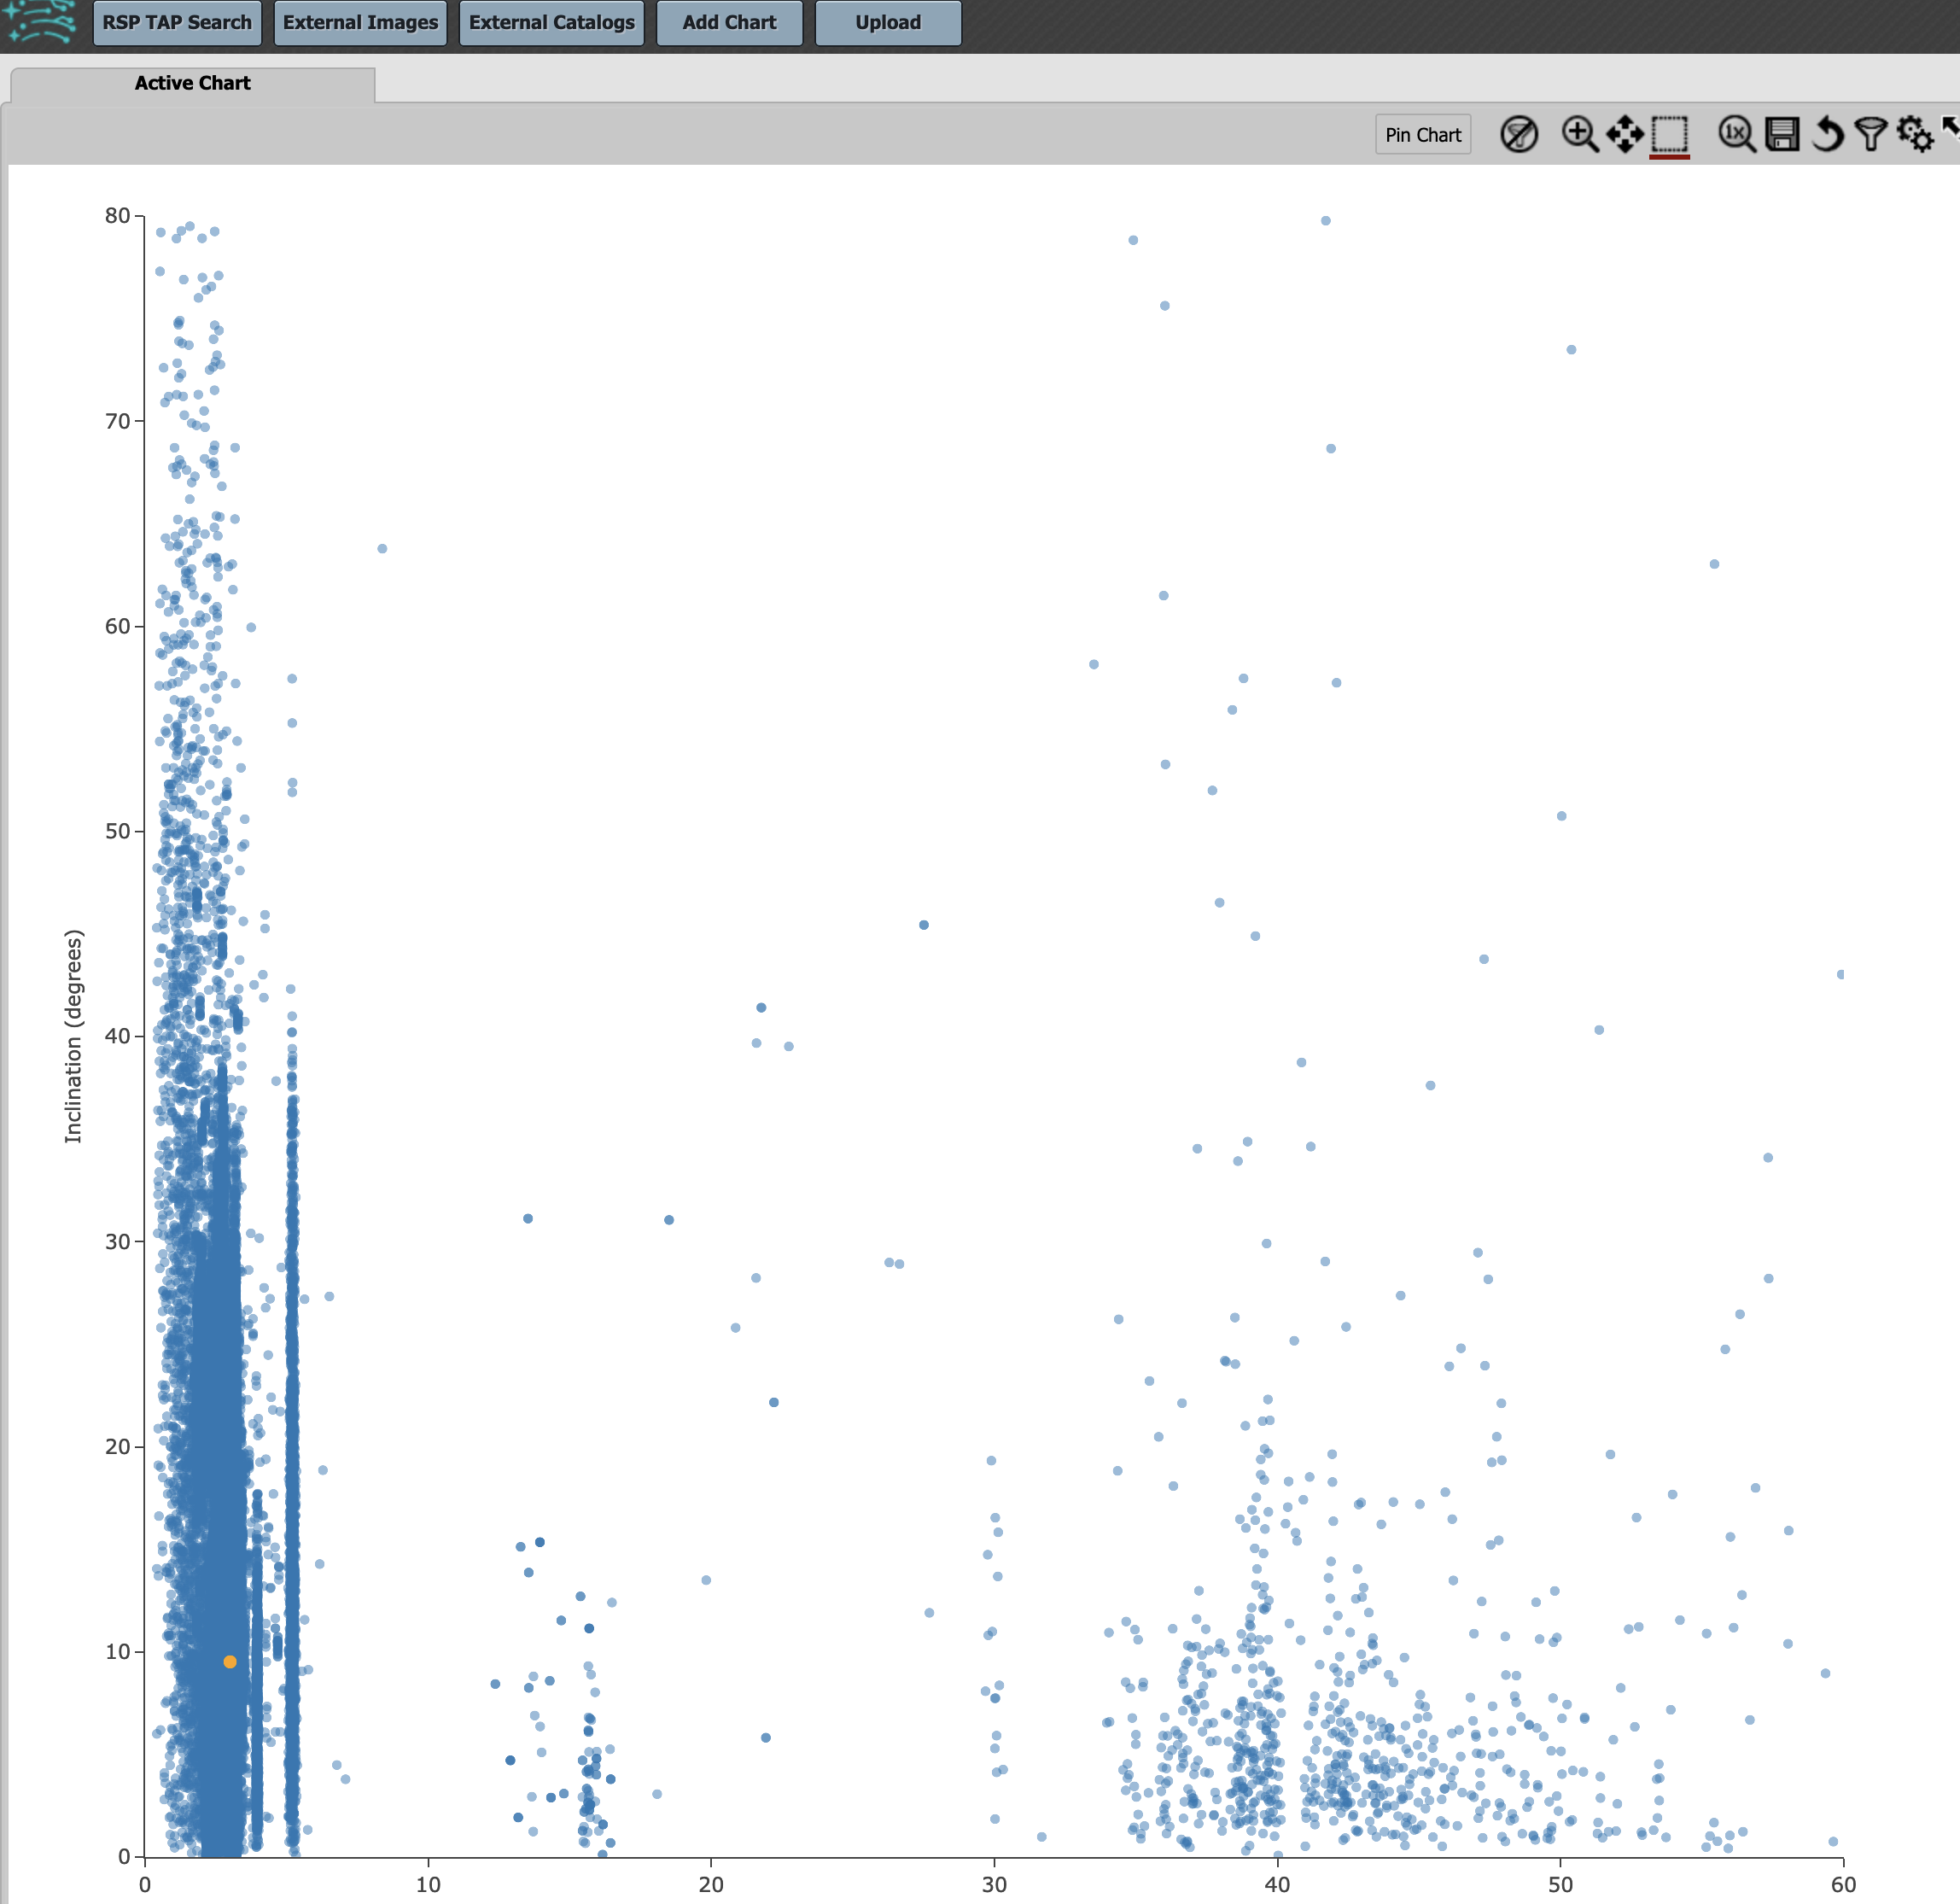 RSP TAP Search External Images External Catalogs Add Chart Upload
Active Chart
Pin Chart 1x
80
70
60
50
40
30
20
10
0
Inclination (degrees)
0 10 20 30 40 50 60